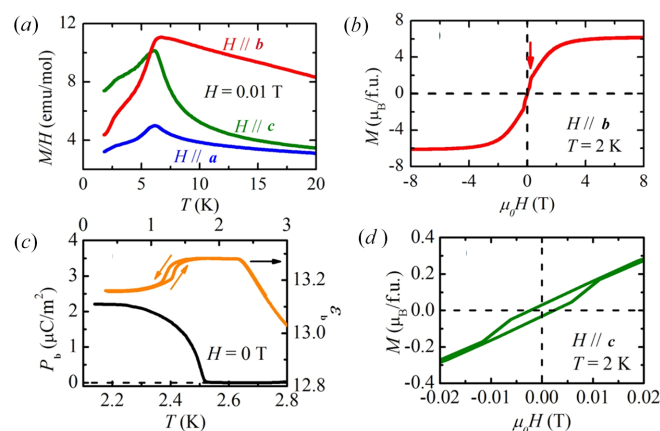 (a)
12
8
4
M/H (emu/mol)
H // b
H = 0.01 T
H // c
H // a
0 5 10 15 20
T (K)
(b)
8
6
4
0
-4
-8
M (μB/f.u.)
H // b
T = 2 K
-8 -4 0 4 8
μ0H (T)
(c)
0 1 2 3
4
3
2
1
0
Pb (μC/m²)
H = 0 T
13.2
13.0
12.8
εb
2.2 2.4 2.6 2.8
T (K)
(d)
0.4
0.2
0.0
-0.2
-0.4
M (μB/f.u.)
H // c
T = 2 K
-0.02 -0.01 0.00 0.01 0.02
μ0H (T)